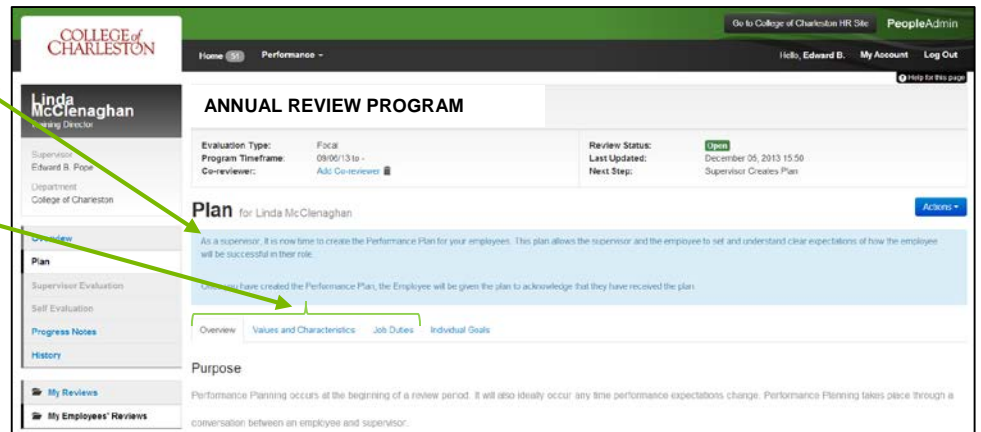 Go to College of Charleston HR Site PeopleAdmin
COLLEGE of
CHARLESTON
Home 51 Performance
Hello, Edward B. My Account Log Out
Help for this page
Linda
McClenaghan
Training Director
ANNUAL REVIEW PROGRAM
Supervisor
Edward B. Pope
Department
College of Charleston
Evaluation Type: Focal
Program Timeframe: 09/06/13 to -
Co-reviewer: Add Co-reviewer
Review Status: Open
Last Updated: December 05, 2013 15:50
Next Step: Supervisor Creates Plan
Plan for Linda McClenaghan
Actions
As a supervisor, it is now time to create the Performance Plan for your employees. This plan allows the supervisor and the employee to set and understand clear expectations of how the employee
will be successful in their role.
Once you have created the Performance Plan, the Employee will be given the plan to acknowledge that they have received the plan.
Overview
Plan
Supervisor Evaluation
Self Evaluation
Progress Notes
History
My Reviews
My Employees' Reviews
Overview Values and Characteristics Job Duties Individual Goals
Purpose
Performance Planning occurs at the beginning of a review period. It will also ideally occur any time performance expectations change. Performance Planning takes place through a
conversation between an employee and supervisor.